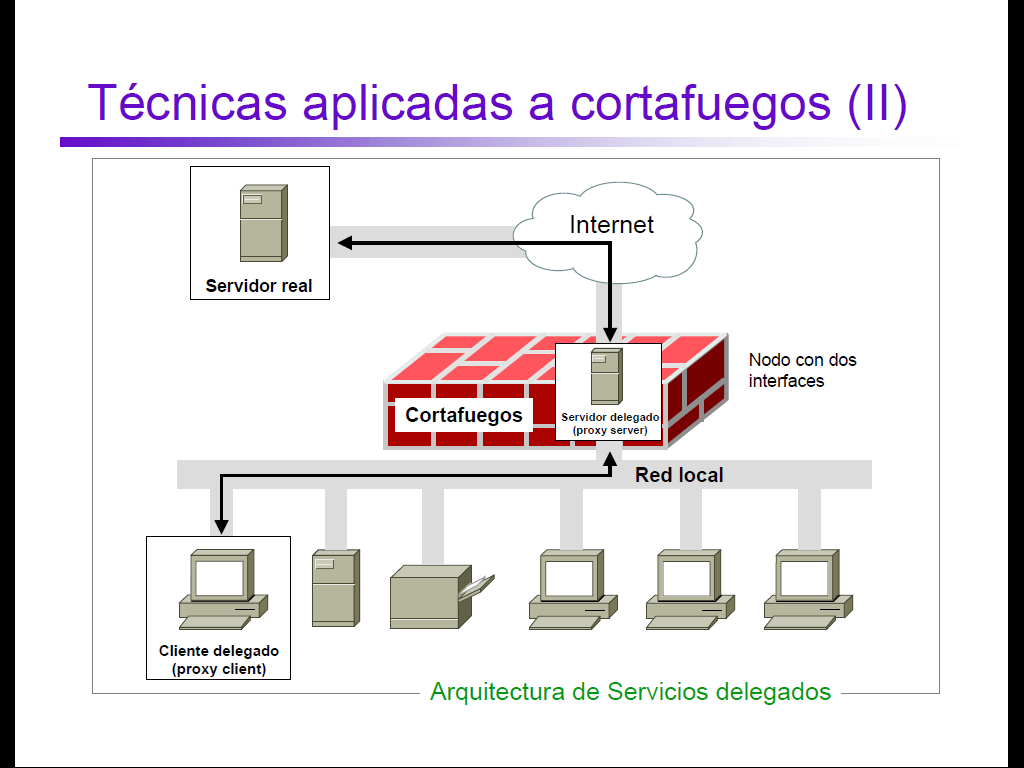 Técnicas aplicadas a cortafuegos (II)
Internet
Servidor real
Nodo con dos
interfaces
Cortafuegos
Servidor delegado
(proxy server)
Red local
Cliente delegado
(proxy client)
Arquitectura de Servicios delegados